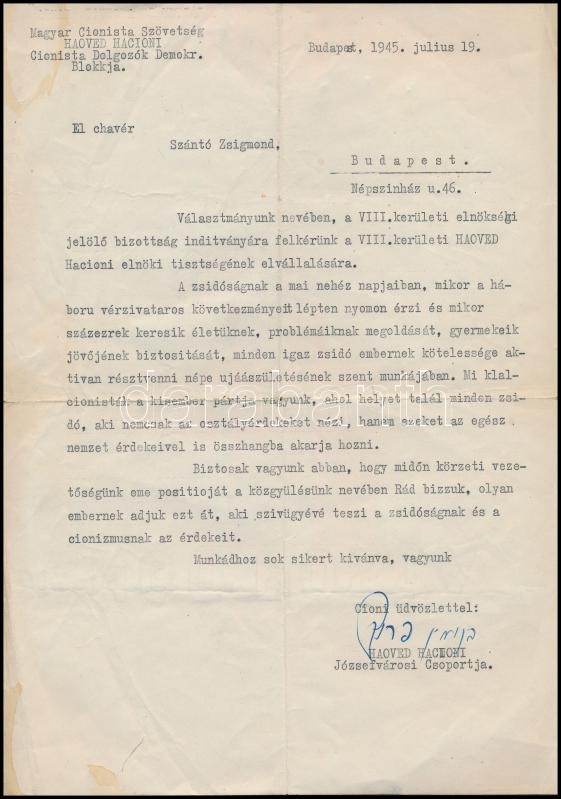 Magyar Cionista Szövetség
HAOVED HACIONI
Cionista Dolgozók Demokr.
Blokkja.
Budapest, 1945. julius 19.
El chavér
Szántó Zsigmond,
Budapest.
Népszinház u.46.
Választmányunk nevében, a VIII.kerületi elnökségi
jelölő bizottság inditványára felkérünk a VIII.kerületi HAOVED
Hacioni elnöki tisztségének elvállalására.
A zsidóságnak a mai nehéz napjaiban, mikor a há-
boru vérzivataros következményeit lépten nyomon érzi és mikor
százezrek keresik életüknek, problémáiknak megoldását, gyermekeik
jövőjének biztositását, minden igaz zsidó embernek kötelessége ak-
tivan résztvenni népe ujáászületésének szent munkájában. Mi klal-
cionisták a kisember pártja vagyunk, ahol helyet talál minden zsi-
dó, aki nemcsak az osztályérdekeket nézi, hanem ezeket az egész
nemzet érdekeivel is összhangba akarja hozni.
Biztosak vagyunk abban, hogy midőn körzeti veze-
tőségünk eme positioját a közgyülésünk nevében Rád bizzuk, olyan
embernek adjuk ezt át, aki szivügyévé teszi a zsidóságnak és a
cionizmusnak az érdekeit.
Munkádhoz sok sikert kivánva, vagyunk
Cioni üdvözlettel:
HAOVED HACIONI
Józsefvárosi Csoportja.
darabanth